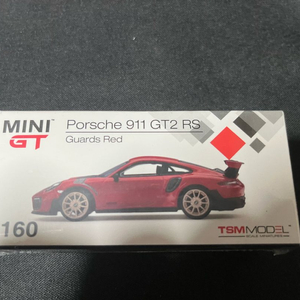 MINI
GT
Porsche 911 GT2 RS
Guards Red
160
TSMMODEL